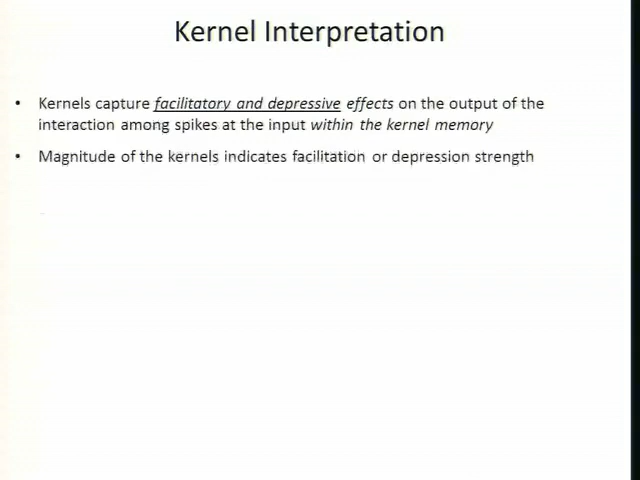 Kernel Interpretation
• Kernels capture facilitatory and depressive effects on the output of the
interaction among spikes at the input within the kernel memory
• Magnitude of the kernels indicates facilitation or depression strength